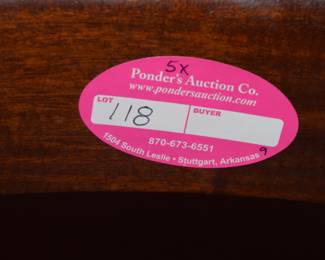 5X
Ponder's Auction Co.
www.pondersauction.com
LOT BUYER
118
870-673-6551
1504 South Leslie • Stuttgart, Arkansas
9